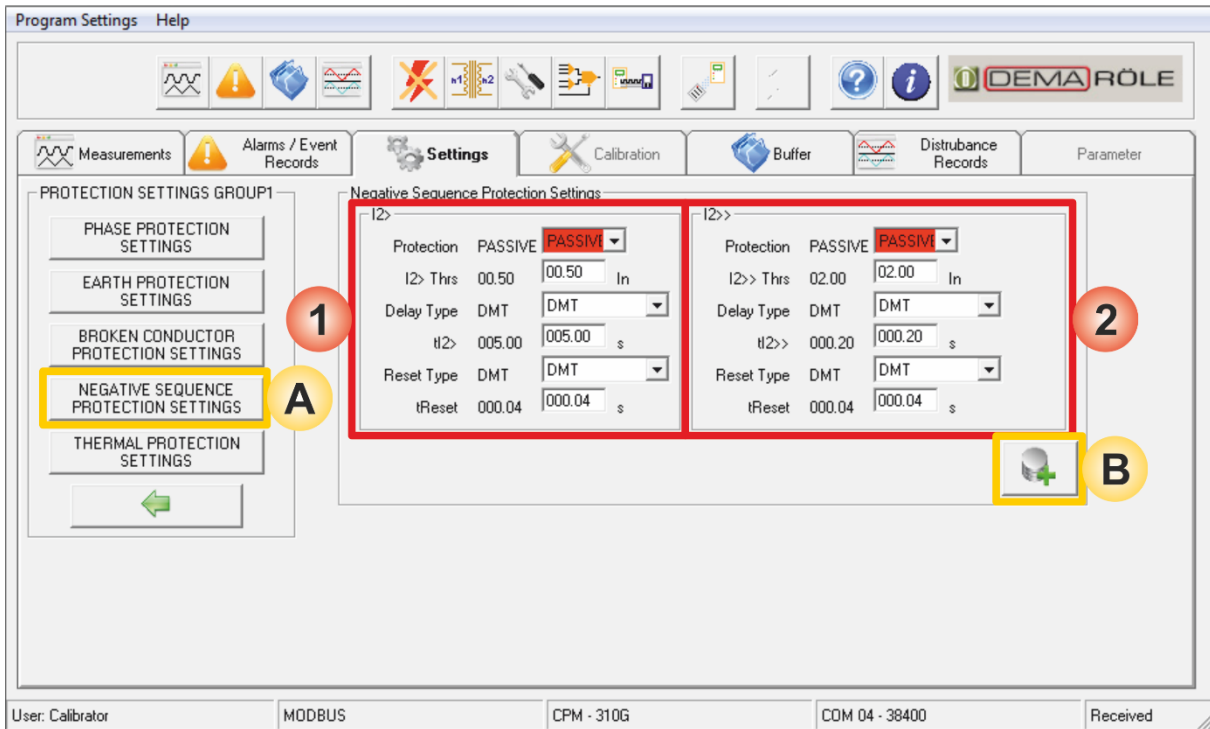 Program Settings Help
n1 n2
DEMA RÖLE
Measurements
Alarms / Event
Records
Settings
Calibration
Buffer
Distrubance
Records
Parameter
PROTECTION SETTINGS GROUP1
PHASE PROTECTION
SETTINGS
EARTH PROTECTION
SETTINGS
BROKEN CONDUCTOR
PROTECTION SETTINGS
NEGATIVE SEQUENCE
PROTECTION SETTINGS
A
THERMAL PROTECTION
SETTINGS
Negative Sequence Protection Settings
1
I2>
Protection PASSIVE PASSIVE
I2> Thrs 00.50 00.50 In
Delay Type DMT DMT
tI2> 005.00 005.00 s
Reset Type DMT DMT
tReset 000.04 000.04 s
I2>>
Protection PASSIVE PASSIVE
I2>> Thrs 02.00 02.00 In
Delay Type DMT DMT
tI2>> 000.20 000.20 s
Reset Type DMT DMT
tReset 000.04 000.04 s
2
B
User: Calibrator MODBUS CPM - 310G COM 04 - 38400 Received